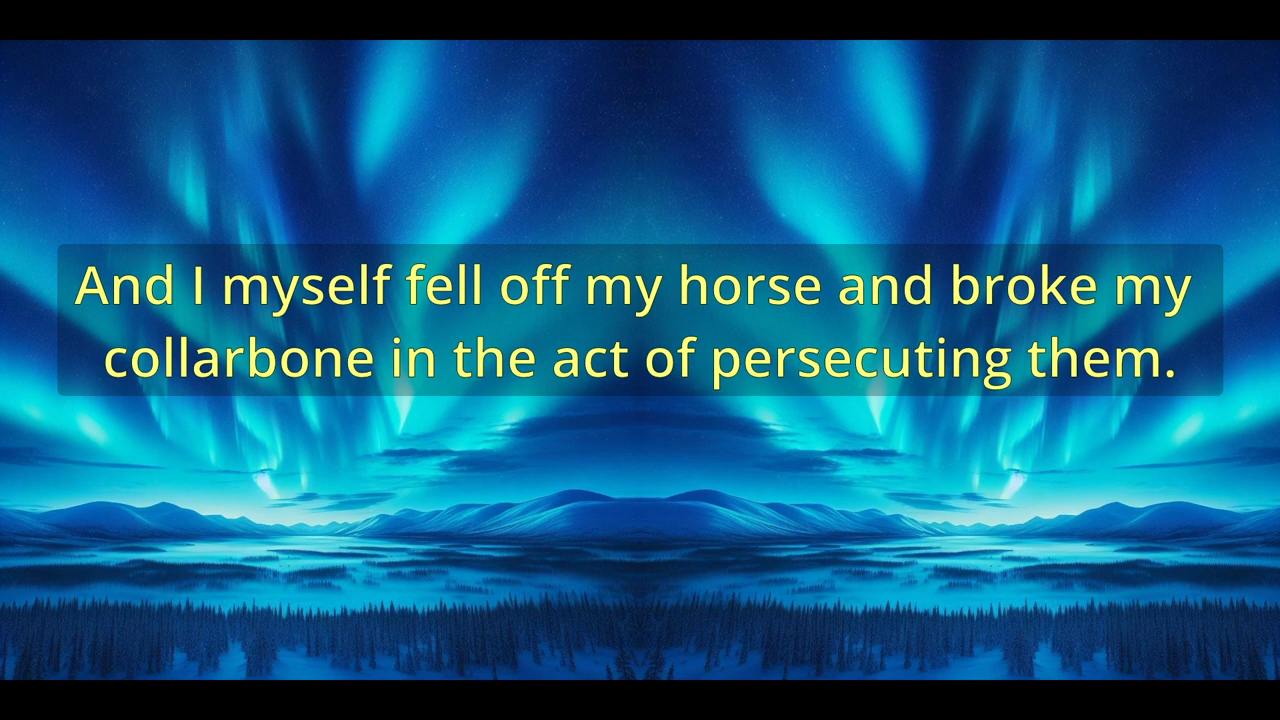 And I myself fell off my horse and broke my
collarbone in the act of persecuting them.